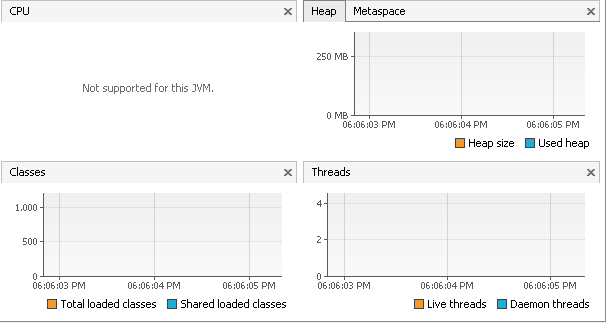 CPU
Not supported for this JVM.
Heap Metaspace
250 MB
0 MB
06:06:03 PM 06:06:04 PM 06:06:05 PM
Heap size Used heap
Classes
1.000
500
0
06:06:03 PM 06:06:04 PM 06:06:05 PM
Total loaded classes Shared loaded classes
Threads
4
2
0
06:06:03 PM 06:06:04 PM 06:06:05 PM
Live threads Daemon threads